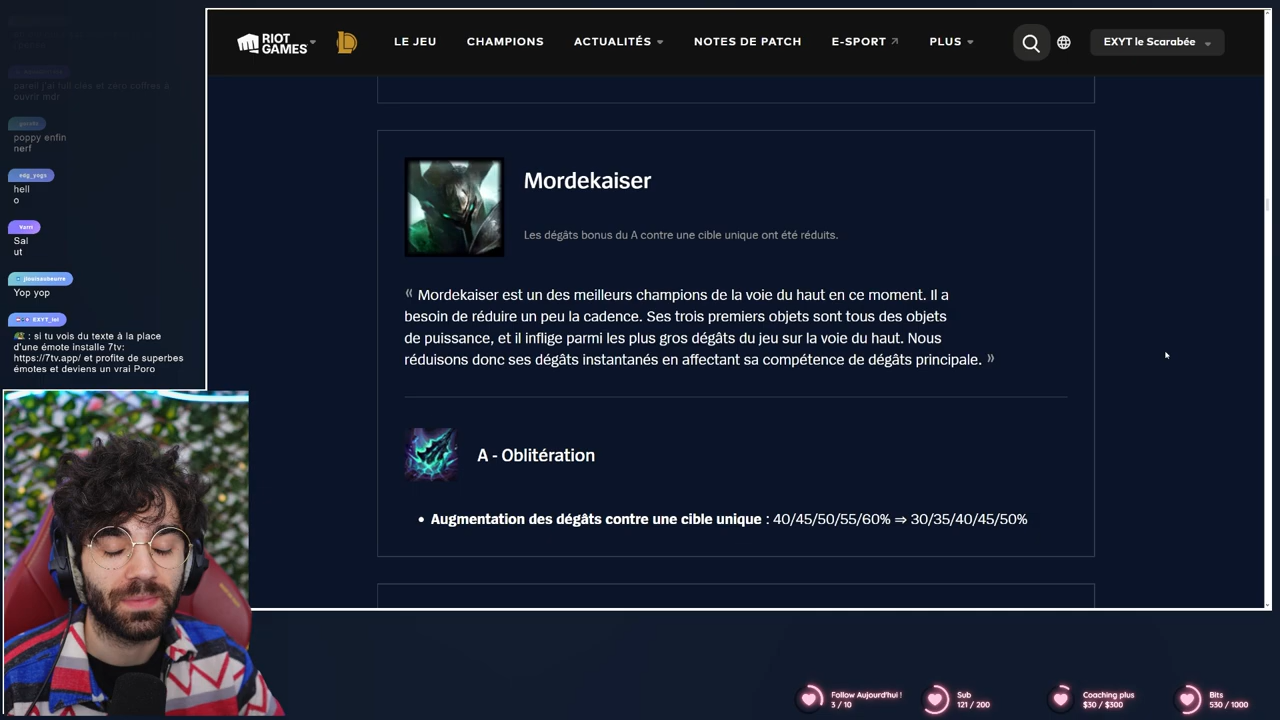 RIOT
GAMES
LE JEU
CHAMPIONS
ACTUALITÉS
NOTES DE PATCH
E-SPORT
PLUS
EXYT le Scarabée
pareil j'ai full clés et zéro coffres à
ouvrir mdr
poppy enfin
nerf
edg_yogs
hell
o
Varri
Sal
ut
jlouisaubeurre
Yop yop
EXYT_lol
: si tu vois du texte à la place
d'une émote installe 7tv:
https://7tv.app/ et profite de superbes
émotes et deviens un vrai Poro
Mordekaiser
Les dégâts bonus du A contre une cible unique ont été réduits.
« Mordekaiser est un des meilleurs champions de la voie du haut en ce moment. Il a
besoin de réduire un peu la cadence. Ses trois premiers objets sont tous des objets
de puissance, et il inflige parmi les plus gros dégâts du jeu sur la voie du haut. Nous
réduisons donc ses dégâts instantanés en affectant sa compétence de dégâts principale. »
A - Oblitération
• Augmentation des dégâts contre une cible unique : 40/45/50/55/60% ⇒ 30/35/40/45/50%
Follow Aujourd'hui !
3 / 10
Sub
121 / 200
Coaching plus
$30 / $300
Bits
530 / 1000